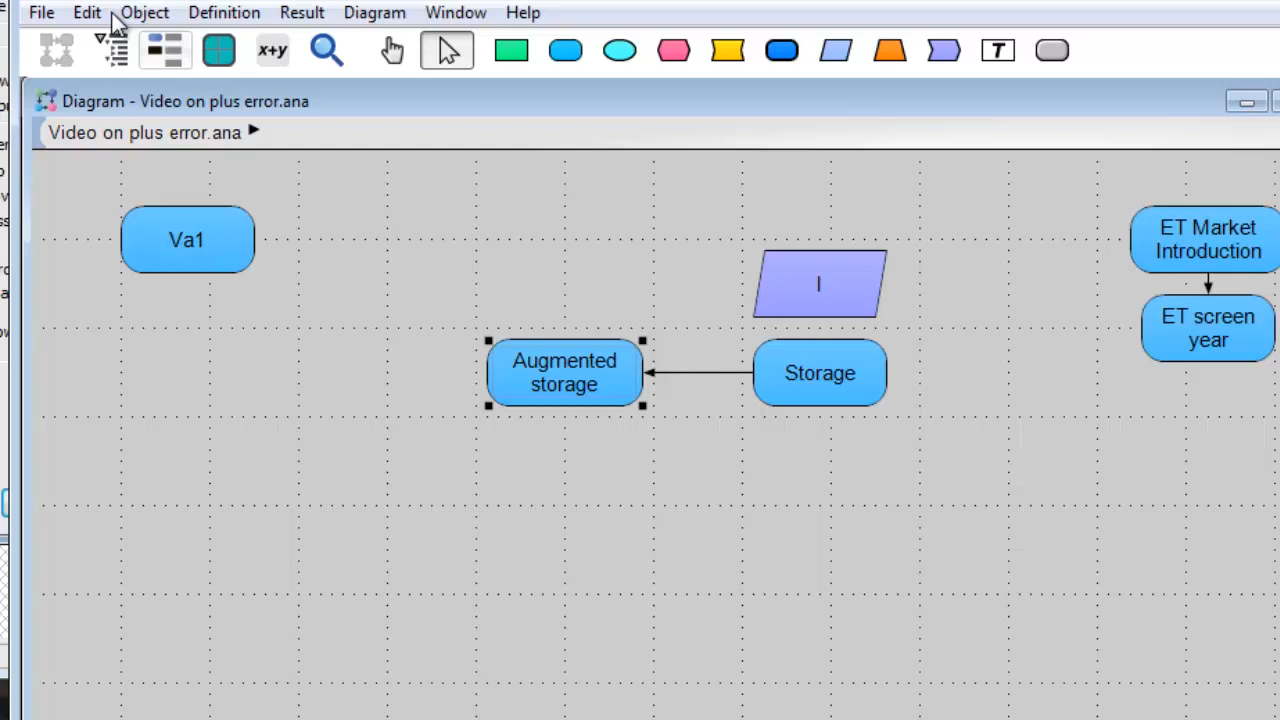 File Edit Object Definition Result Diagram Window Help
x+y T
Diagram - Video on plus error.ana
Video on plus error.ana
Va1
ET Market
Introduction
I
ET screen
year
Augmented
storage
Storage